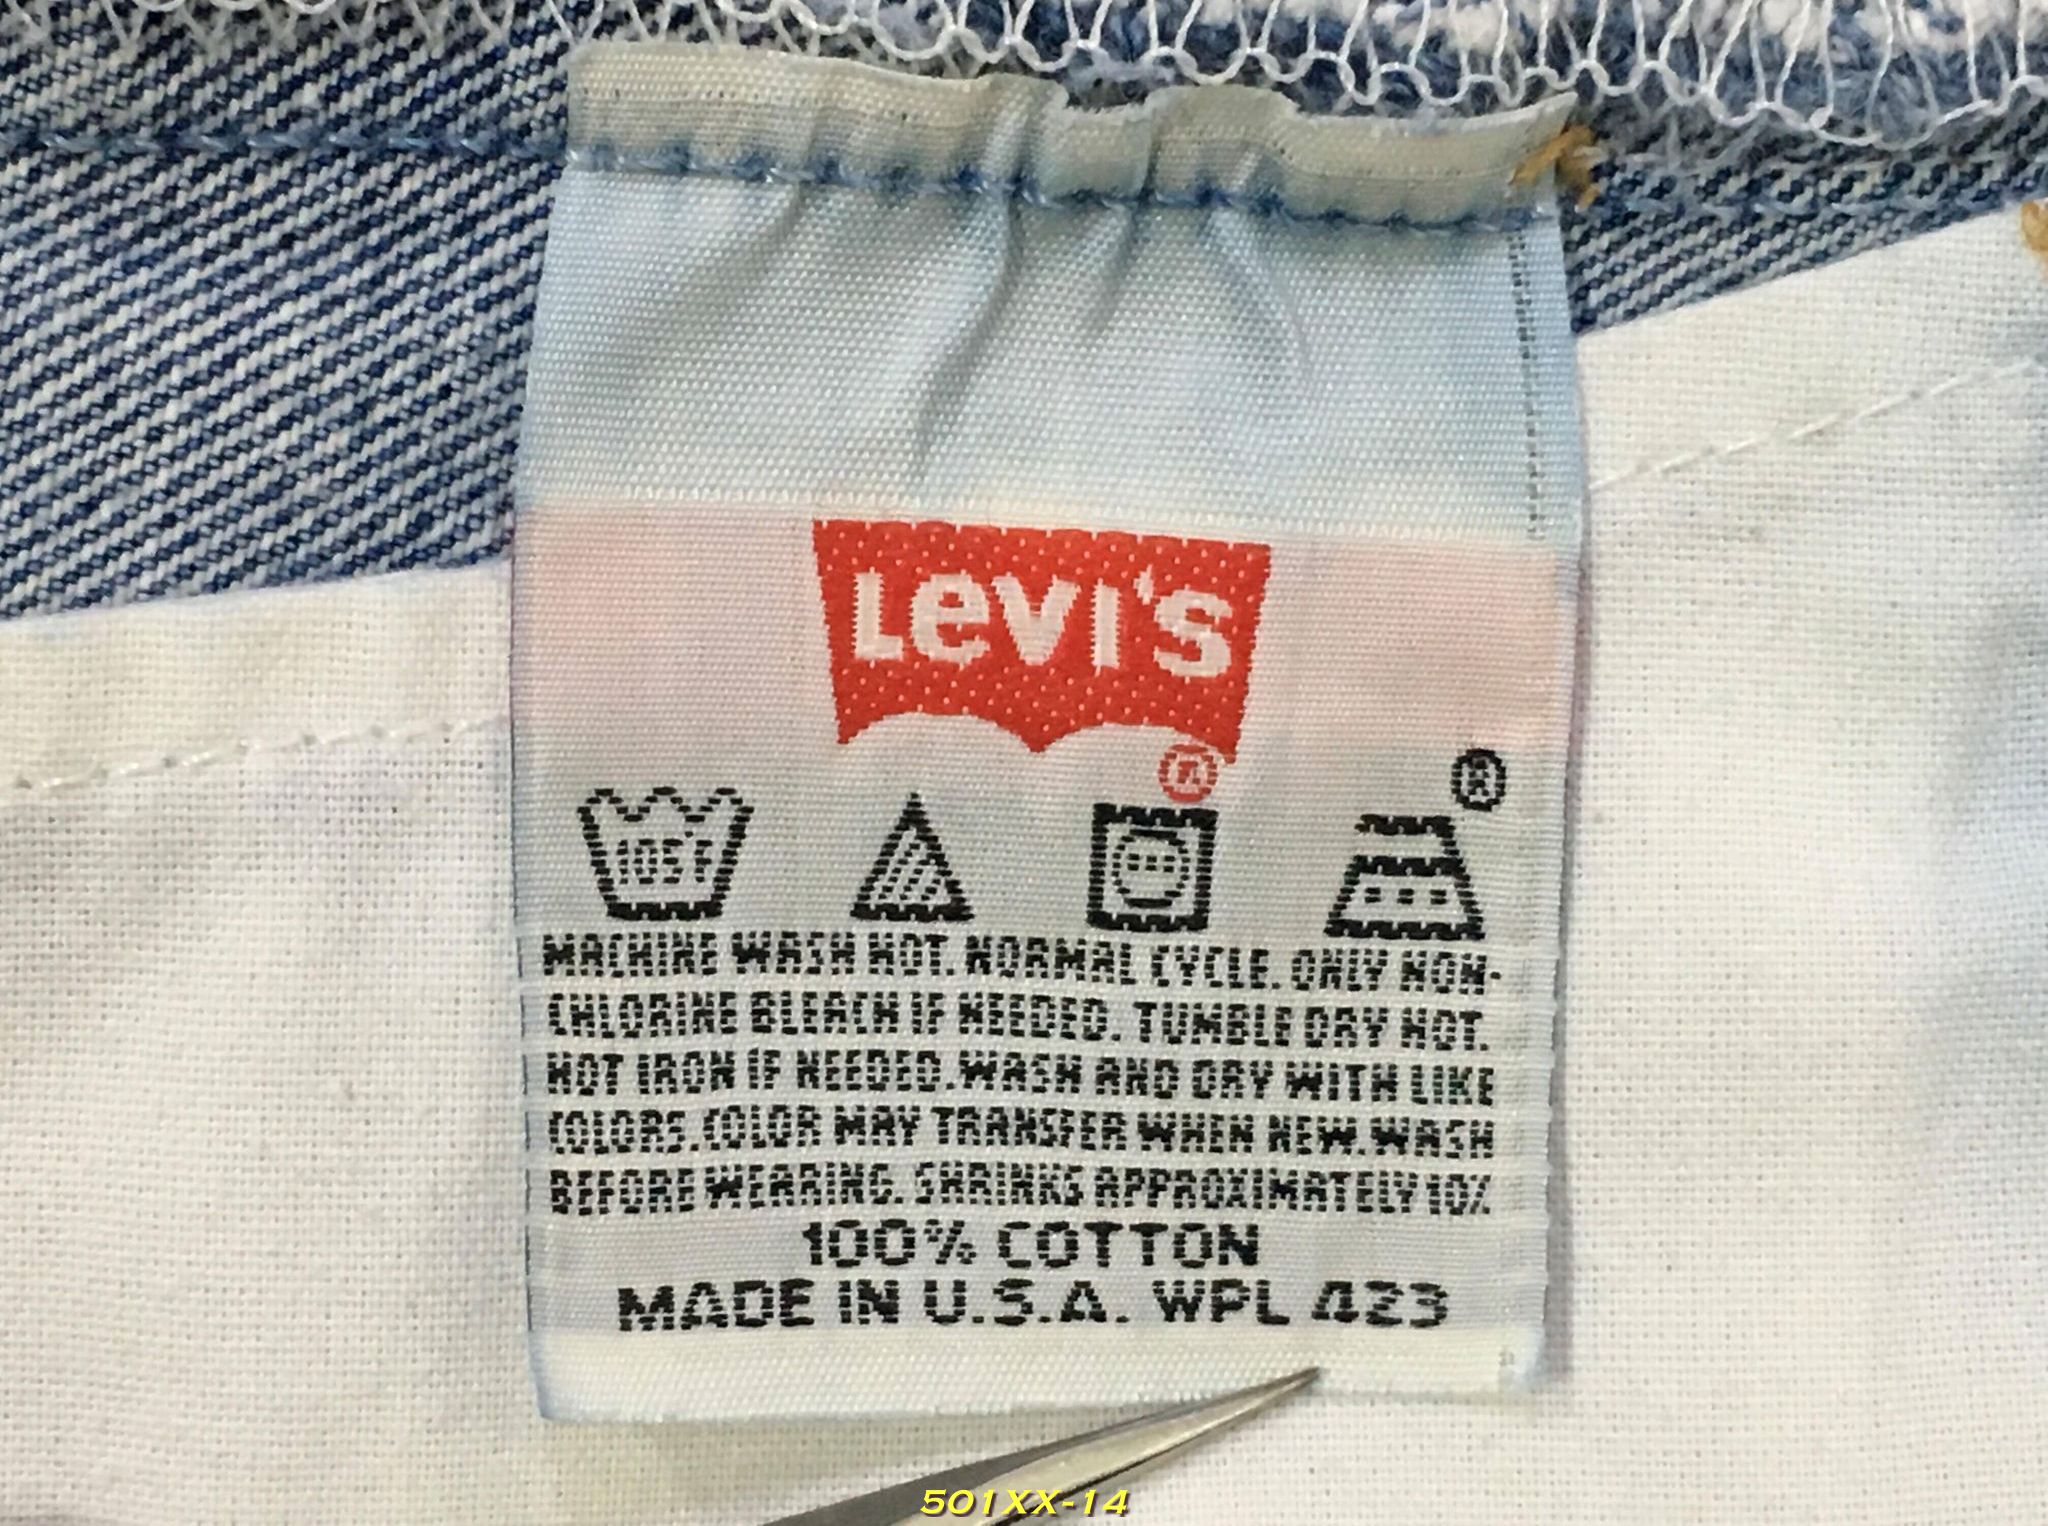 Levi's
®
®
105°F
MACHINE WASH HOT. NORMAL CYCLE. ONLY NON-
CHLORINE BLEACH IF NEEDED. TUMBLE DRY HOT.
HOT IRON IF NEEDED. WASH AND DRY WITH LIKE
COLORS. COLOR MAY TRANSFER WHEN NEW. WASH
BEFORE WEARING. SHRINKS APPROXIMATELY 10%
100% COTTON
MADE IN U.S.A. WPL 423
501XX-14